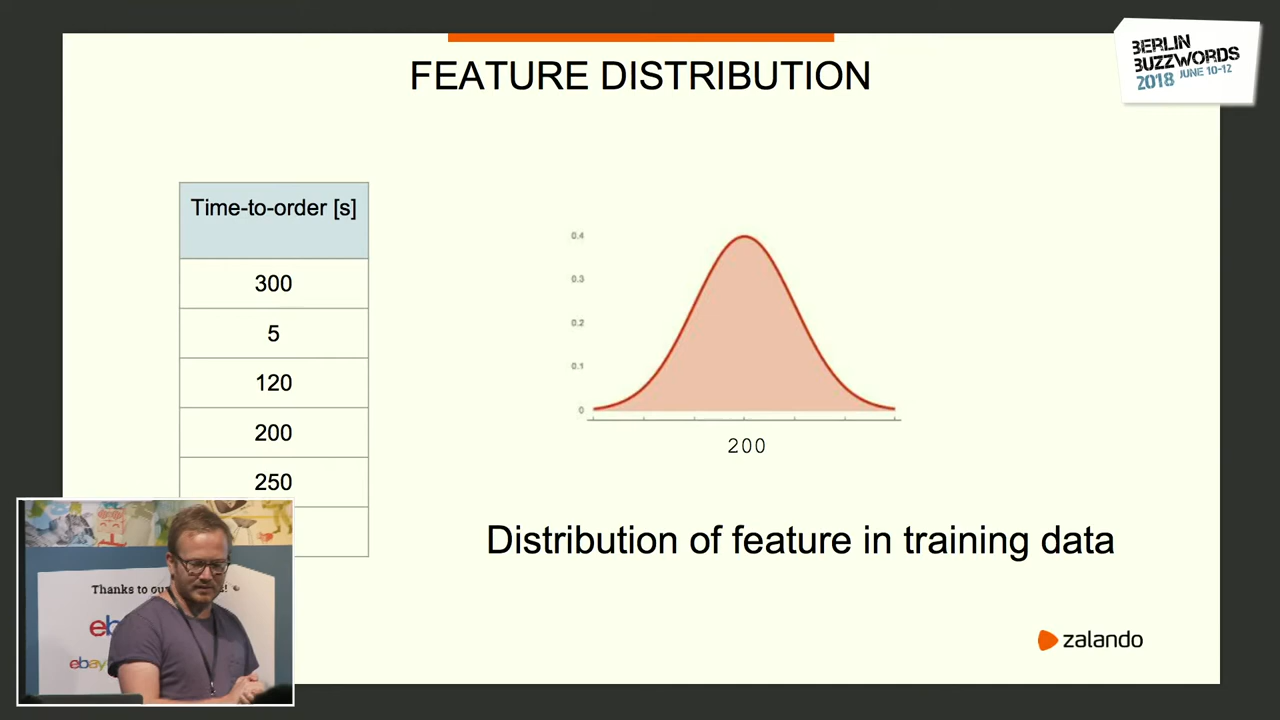 BERLIN
BUZZWORDS
2018 JUNE 10-12
FEATURE DISTRIBUTION
Time-to-order [s]
300
5
120
200
250
0.4
0.3
0.2
0.1
0
200
Distribution of feature in training data
zalando
Thanks to our
!
eb
ebay